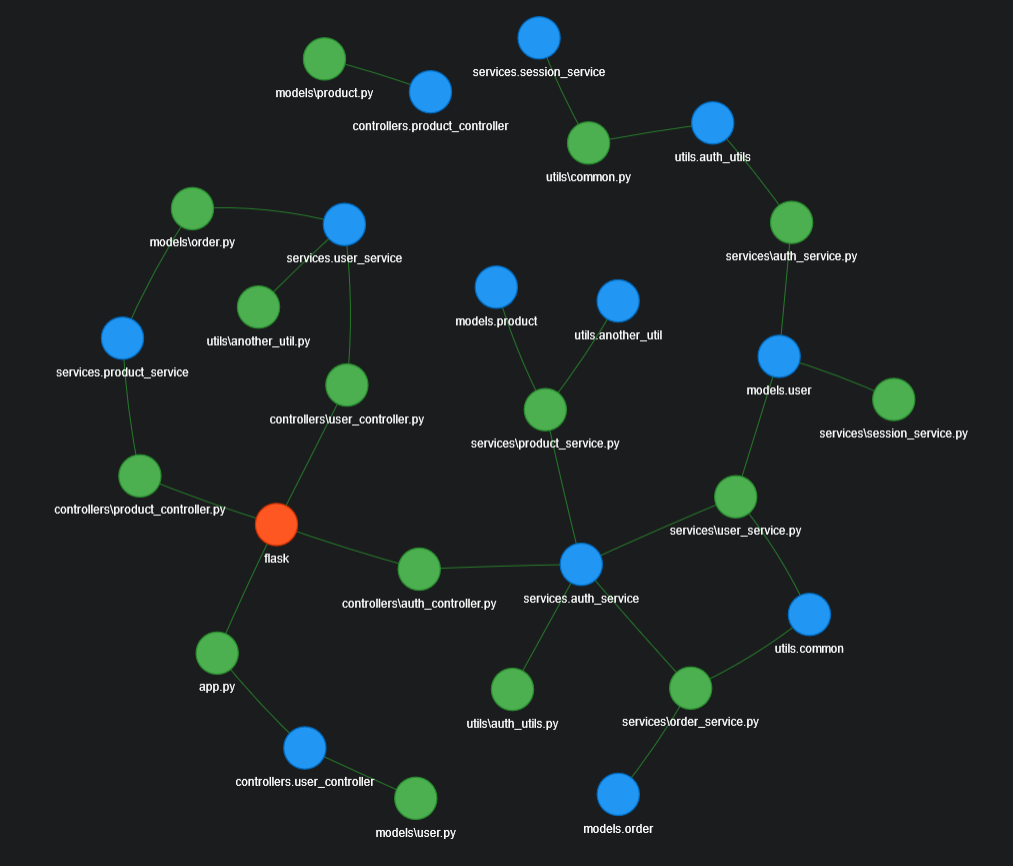 services.session_service
models\product.py
controllers.product_controller
utils.auth_utils
utils\common.py
models\order.py
services.user_service
services\auth_service.py
models.product
utils.another_util
utils\another_util.py
services.product_service
models.user
controllers\user_controller.py
services\session_service.py
services\product_service.py
controllers\product_controller.py
services\user_service.py
flask
services.auth_service
controllers\auth_controller.py
utils.common
app.py
utils\auth_utils.py
services\order_service.py
controllers.user_controller
models.order
models\user.py